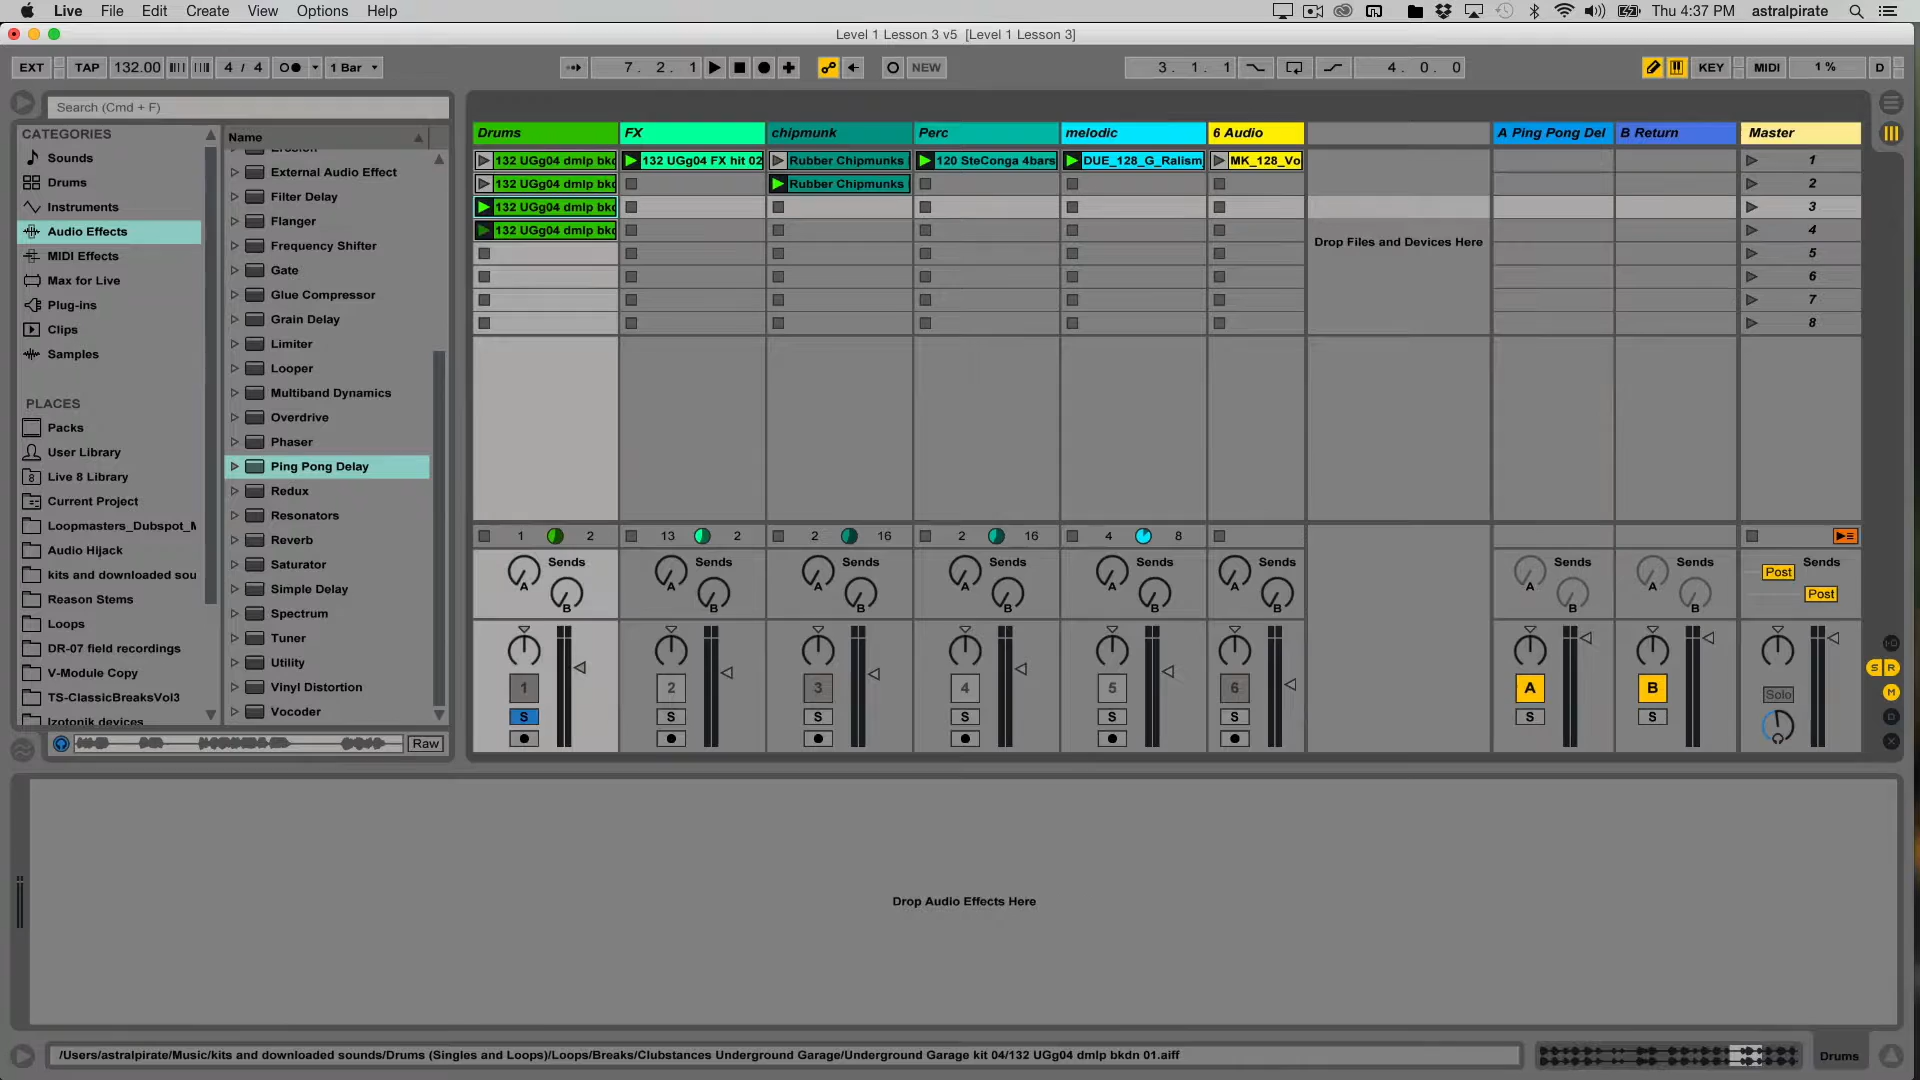 Live File Edit Create View Options Help Thu 4:37 PM astralpirate
Level 1 Lesson 3 v5 [Level 1 Lesson 3]
EXT TAP 132.00 4 / 4 1 Bar 7. 2. 1 NEW 3. 1. 1 4. 0. 0 KEY MIDI 1 % D
Search (Cmd + F)
CATEGORIES
Sounds
Drums
Instruments
Audio Effects
MIDI Effects
Max for Live
Plug-ins
Clips
Samples
PLACES
Packs
User Library
Live 8 Library
Current Project
Loopmasters_Dubspot_M
Audio Hijack
kits and downloaded sou
Reason Stems
Loops
DR-07 field recordings
V-Module Copy
TS-ClassicBreaksVol3
Izotonik devices
Name
External Audio Effect
Filter Delay
Flanger
Frequency Shifter
Gate
Glue Compressor
Grain Delay
Limiter
Looper
Multiband Dynamics
Overdrive
Phaser
Ping Pong Delay
Redux
Resonators
Reverb
Saturator
Simple Delay
Spectrum
Tuner
Utility
Vinyl Distortion
Vocoder
Raw
Drums FX chipmunk Perc melodic 6 Audio A Ping Pong Del B Return Master
132 UGg04 dmlp bkd 132 UGg04 FX hit 02 Rubber Chipmunks 120 SteConga 4bars DUE_128_G_Ralism MK_128_Vo 1
132 UGg04 dmlp bkd Rubber Chipmunks 2
132 UGg04 dmlp bkd 3
132 UGg04 dmlp bkd 4
Drop Files and Devices Here
5
6
7
8
1 2 13 2 2 16 2 16 4 8
Sends Sends Sends Sends Sends Sends Sends Sends Sends
A A A A A A A A Post
B B B B B B B B Post
1 2 3 4 5 6 A B Solo
S S S S S S S S
S R
M
Drop Audio Effects Here
/Users/astralpirate/Music/kits and downloaded sounds/Drums (Singles and Loops)/Loops/Breaks/Clubstances Underground Garage/Underground Garage kit 04/132 UGg04 dmlp bkdn 01.aiff
Drums